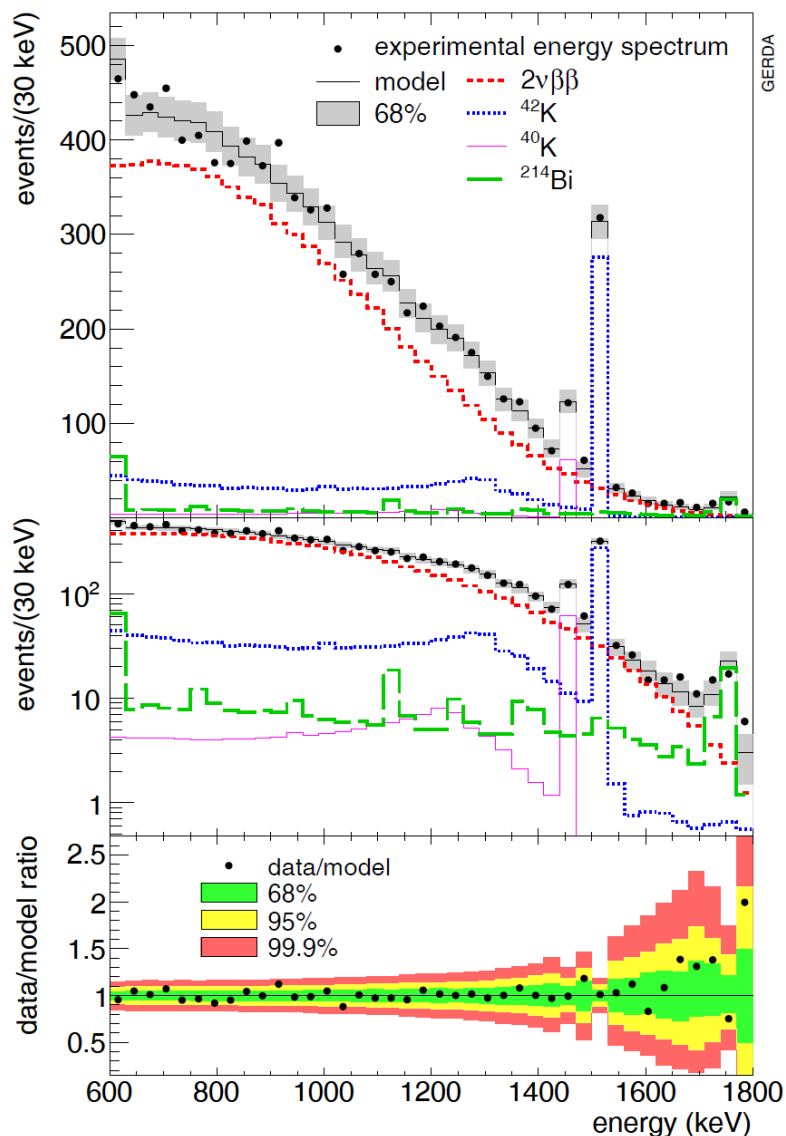 GERDA
events/(30 keV)
500
400
300
200
100
experimental energy spectrum
model
68%
2νββ
⁴²K
⁴⁰K
²¹⁴Bi
events/(30 keV)
10²
10
1
data/model ratio
2.5
2
1.5
1
0.5
data/model
68%
95%
99.9%
600
800
1000
1200
1400
1600
1800
energy (keV)